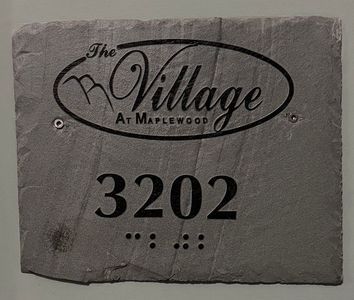 The
Village
AT MAPLEWOOD
3202